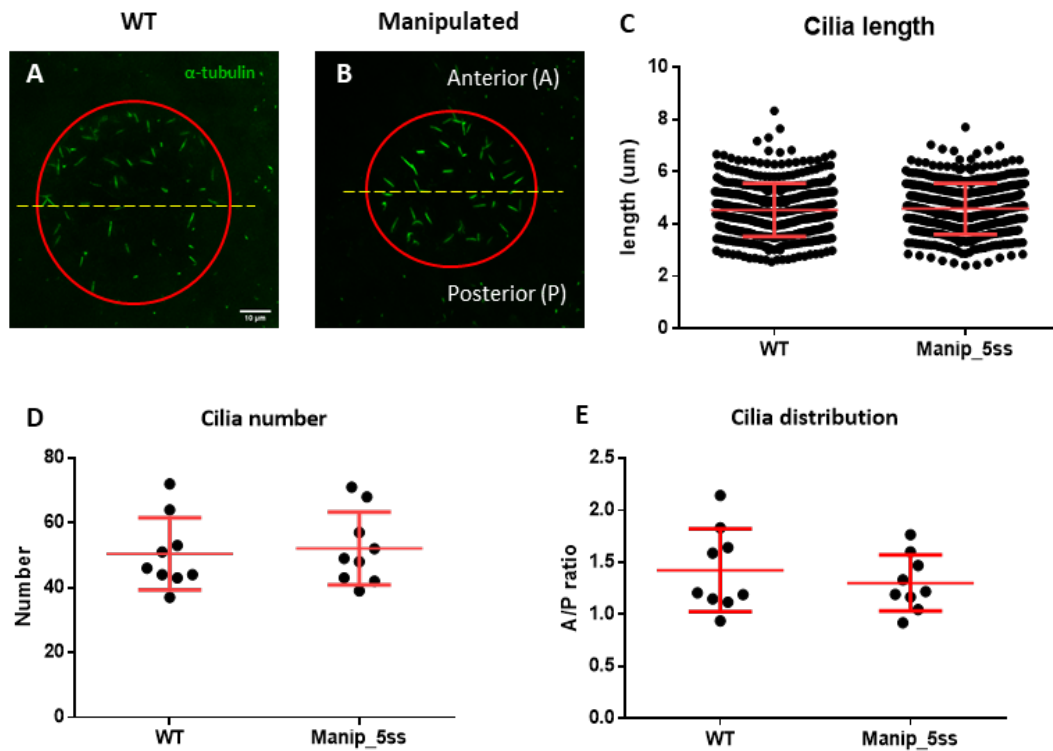 WT
Manipulated
A
α-tubulin
10 µm
B
Anterior (A)
Posterior (P)
C
Cilia length
length (um)
10
8
6
4
2
0
WT
Manip_5ss
D
Cilia number
Number
80
60
40
20
0
WT
Manip_5ss
E
Cilia distribution
A/P ratio
2.5
2.0
1.5
1.0
0.5
0.0
WT
Manip_5ss